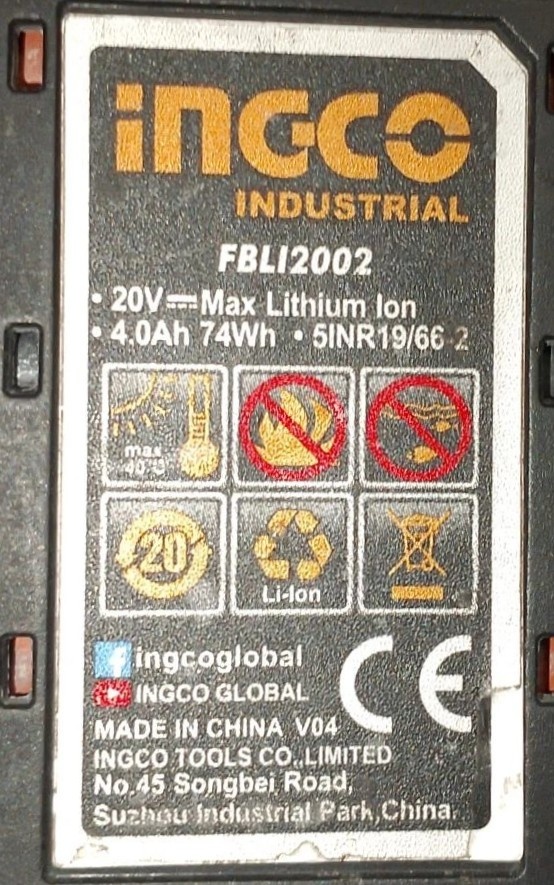 INGCO
INDUSTRIAL
FBLI2002
• 20V⎓Max Lithium Ion
• 4.0Ah 74Wh • 5INR19/66-2
max
40°C
20
Li-Ion
f ingcoglobal
INGCO GLOBAL
CE
MADE IN CHINA V04
INGCO TOOLS CO.,LIMITED
No.45 Songbei Road,
Suzhou Industrial Park,China.